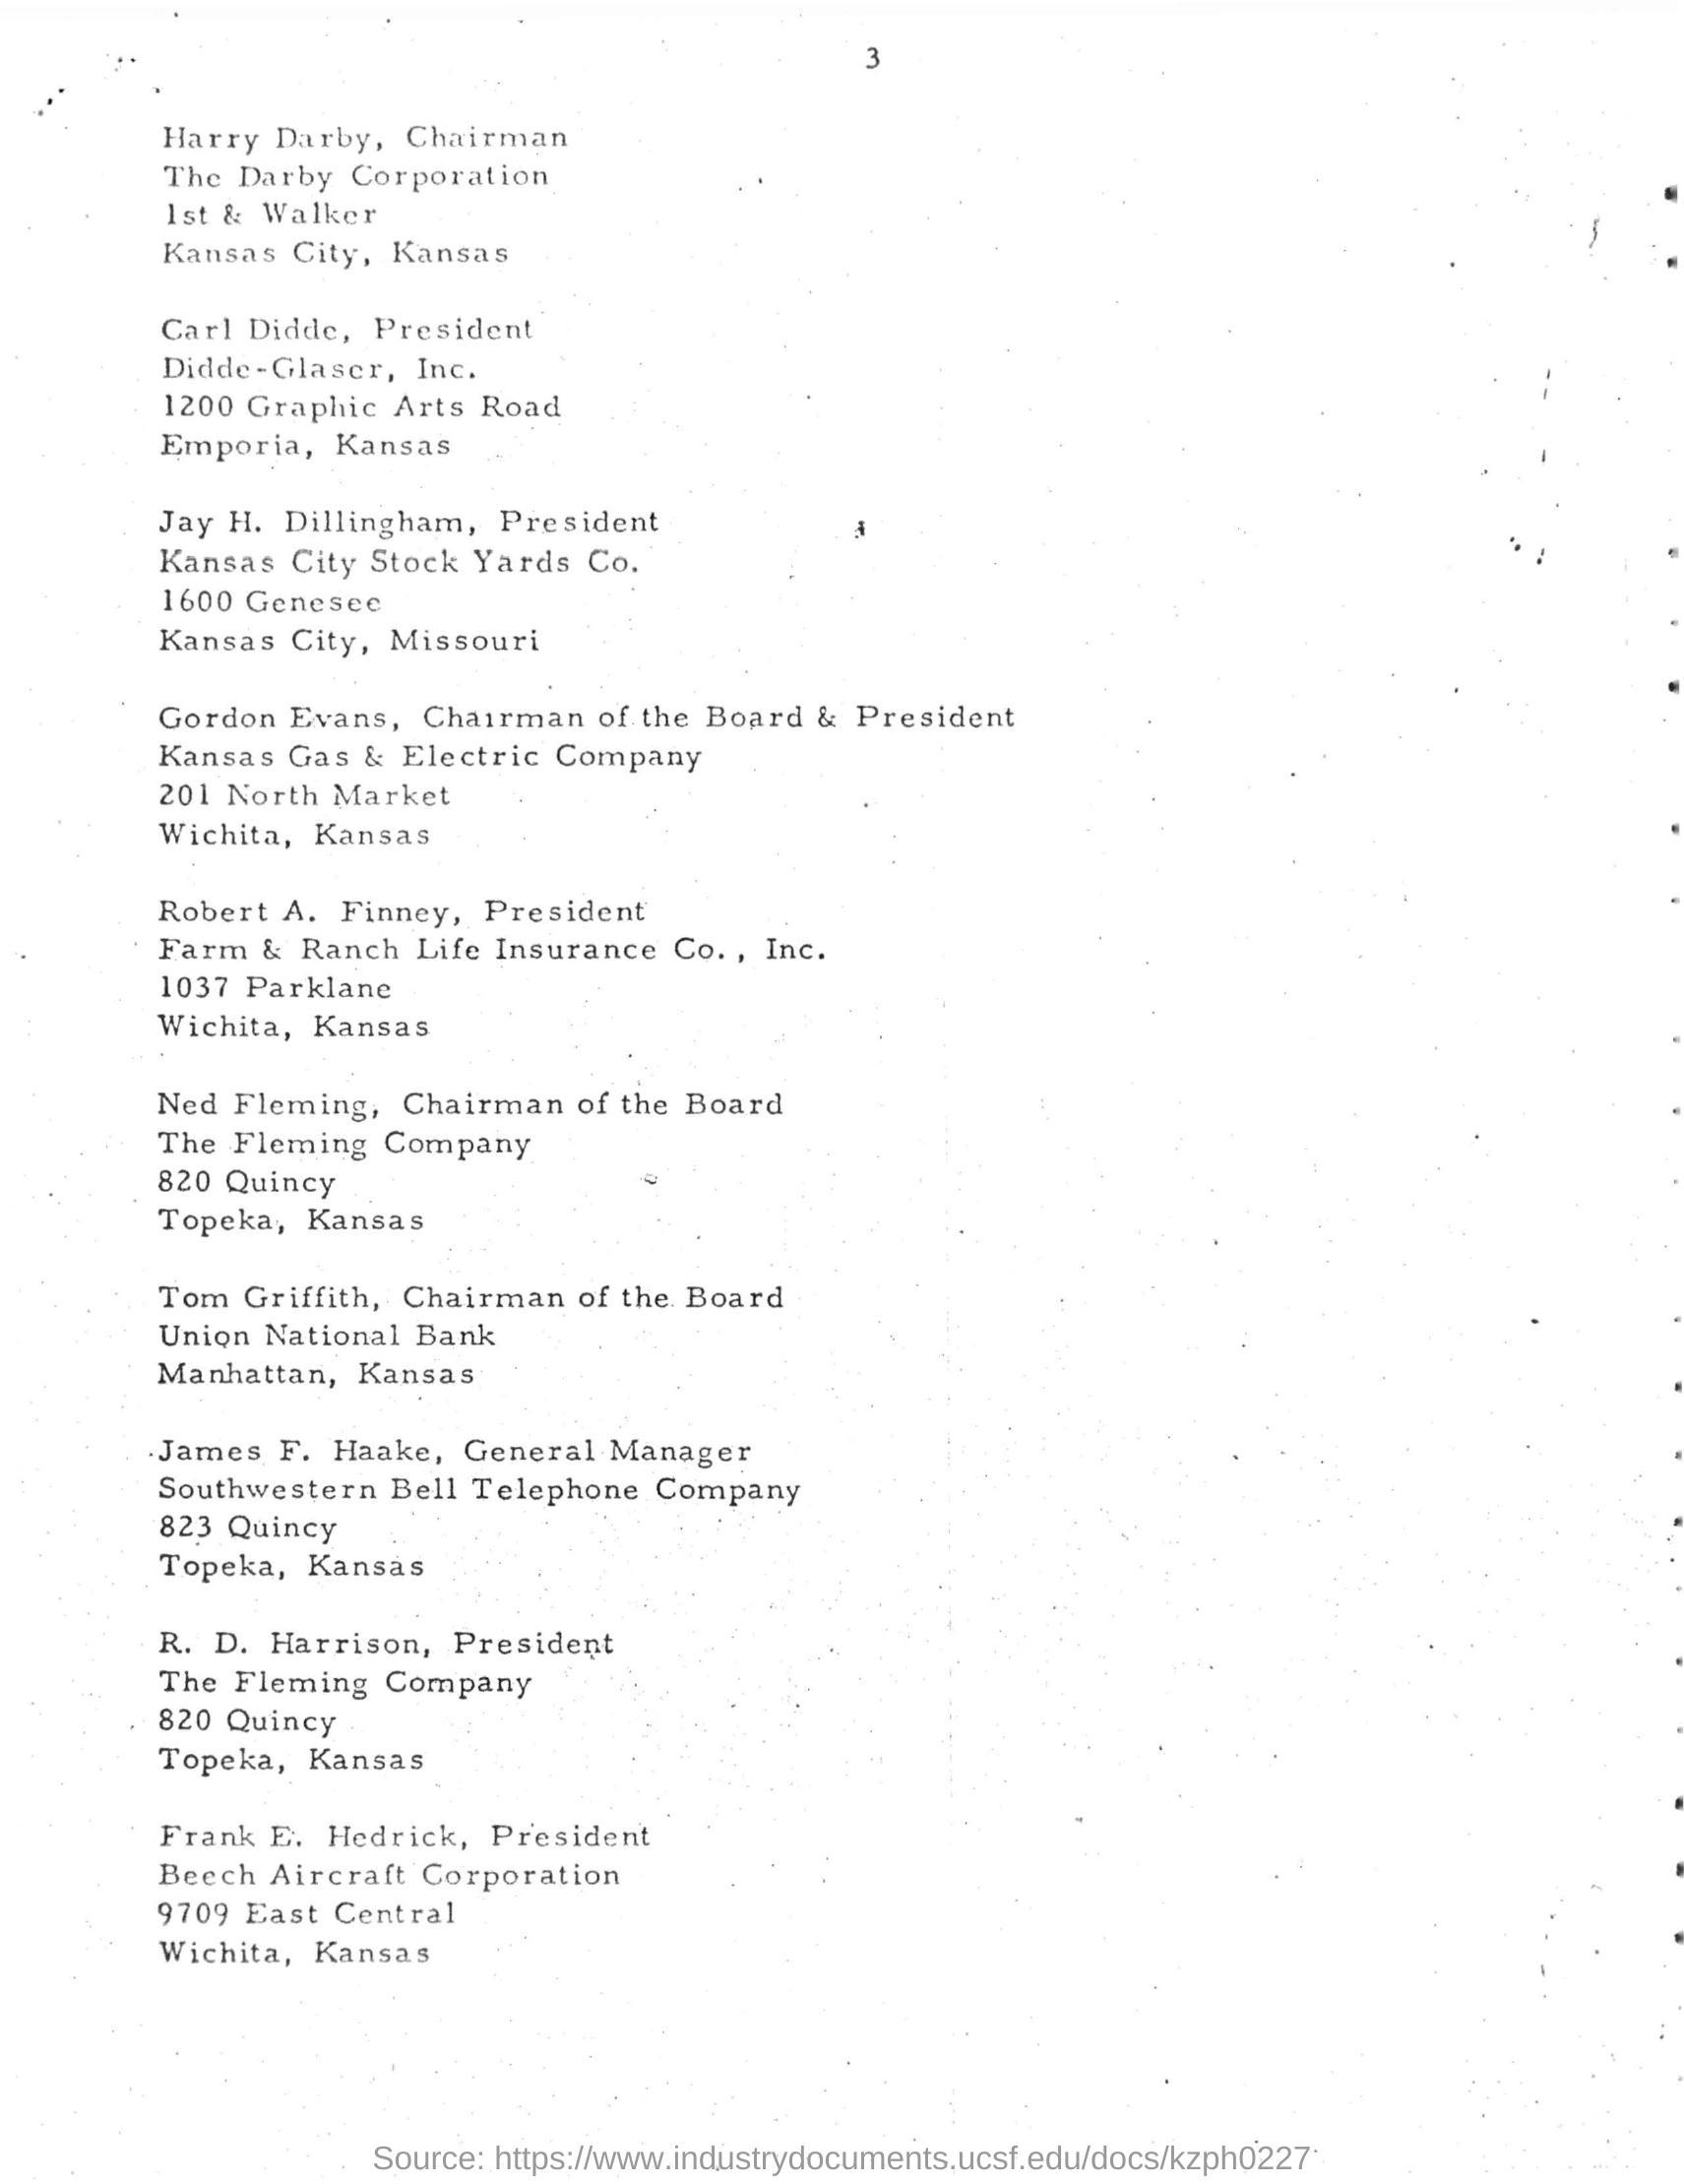 3
Harry Darby, Chairman
The Darby Corporation
1st & Walker
Kansas City, Kansas
Carl Didde, President
Didde-Glaser, Inc.
1200 Graphic Arts Road
Emporia, Kansas
Jay H. Dillingham, President
Kansas City Stock Yards Co.
1600 Genesee
Kansas City, Missouri
Gordon Evans, Chairman of the Board & President
Kansas Gas & Electric Company
201 North Market
Wichita, Kansas
Robert A. Finney, President
Farm & Ranch Life Insurance Co., Inc.
1037 Parklane
Wichita, Kansas
Ned Fleming, Chairman of the Board
The Fleming Company
820 Quincy
Topeka, Kansas
Tom Griffith, Chairman of the Board
Union National Bank
Manhattan, Kansas
James F. Haake, General Manager
Southwestern Bell Telephone Company
823 Quincy
Topeka, Kansas
R. D. Harrison, President
The Fleming Company
820 Quincy
Topeka, Kansas
Frank E. Hedrick, President
Beech Aircraft Corporation
9709 East Central
Wichita, Kansas
Source: https://www.industrydocuments.ucsf.edu/docs/kzph0227